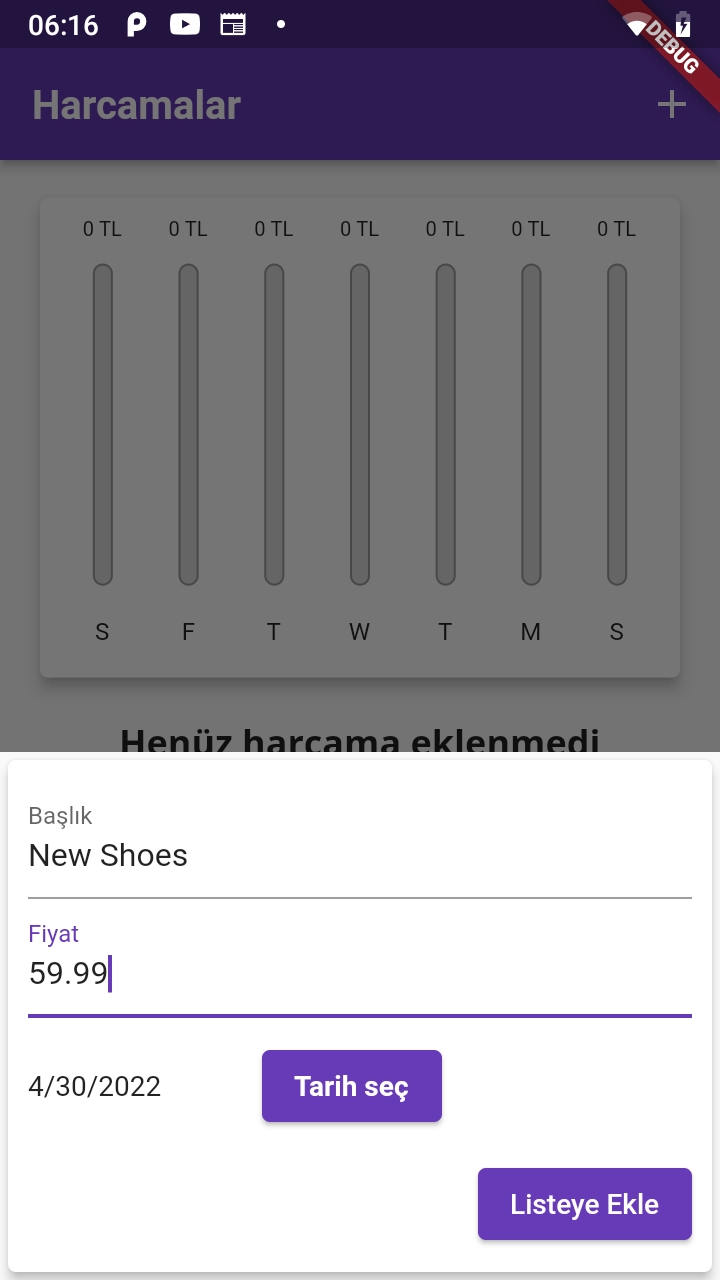 06:16
DEBUG
Harcamalar
0 TL 0 TL 0 TL 0 TL 0 TL 0 TL 0 TL
S F T W T M S
Henüz harcama eklenmedi
Başlık
New Shoes
Fiyat
59.99
4/30/2022 Tarih seç
Listeye Ekle